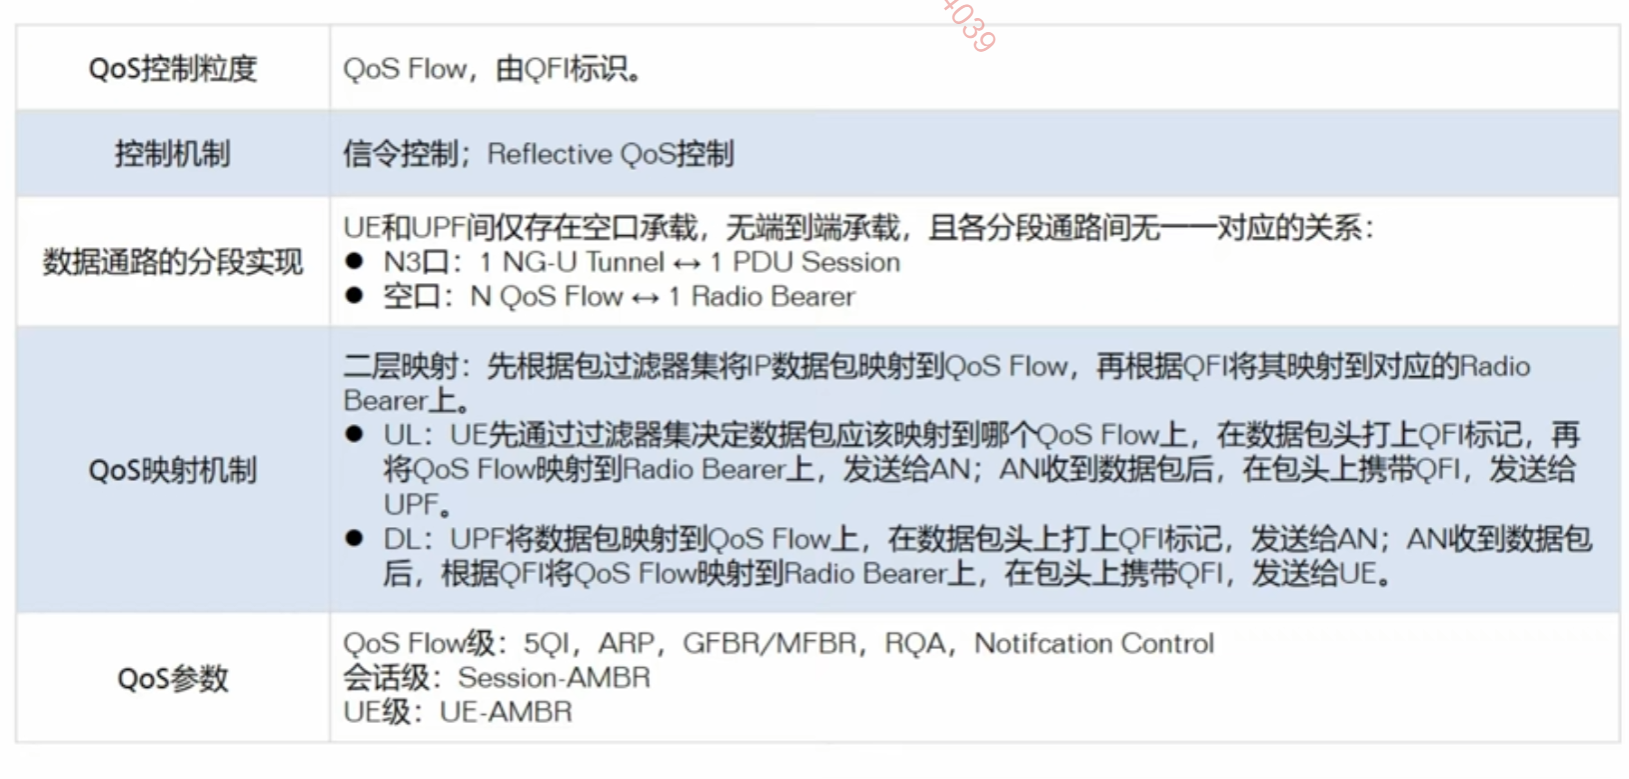 4039
QoS控制粒度
QoS Flow，由QFI标识。
控制机制
信令控制；Reflective QoS控制
数据通路的分段实现
UE和UPF间仅存在空口承载，无端到端承载，且各分段通路间无一一对应的关系：
● N3口：1 NG-U Tunnel ↔ 1 PDU Session
● 空口：N QoS Flow ↔ 1 Radio Bearer
QoS映射机制
二层映射：先根据包过滤器集将IP数据包映射到QoS Flow，再根据QFI将其映射到对应的Radio
Bearer上。
● UL：UE先通过过滤器集决定数据包应该映射到哪个QoS Flow上，在数据包头打上QFI标记，再
将QoS Flow映射到Radio Bearer上，发送给AN；AN收到数据包后，在包头上携带QFI，发送给
UPF。
● DL：UPF将数据包映射到QoS Flow上，在数据包头上打上QFI标记，发送给AN；AN收到数据包
后，根据QFI将QoS Flow映射到Radio Bearer上，在包头上携带QFI，发送给UE。
QoS参数
QoS Flow级：5QI，ARP，GFBR/MFBR，RQA，Notifcation Control
会话级：Session-AMBR
UE级：UE-AMBR